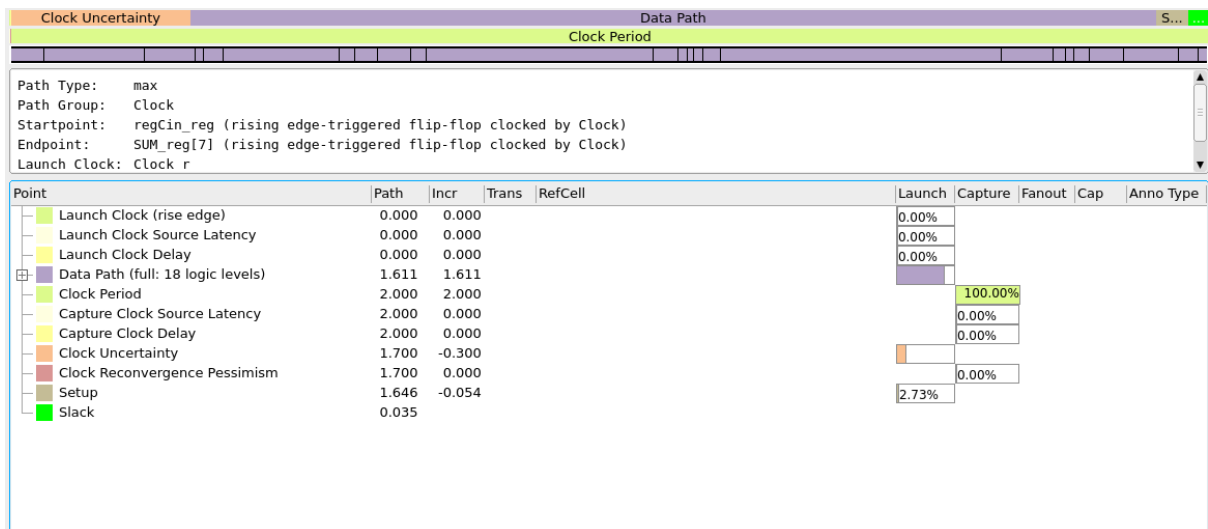 Clock Uncertainty Data Path S... ...
Clock Period
Path Type: max
Path Group: Clock
Startpoint: regCin_reg (rising edge-triggered flip-flop clocked by Clock)
Endpoint: SUM_reg[7] (rising edge-triggered flip-flop clocked by Clock)
Launch Clock: Clock r
Point Path Incr Trans RefCell Launch Capture Fanout Cap Anno Type
Launch Clock (rise edge) 0.000 0.000 0.00%
Launch Clock Source Latency 0.000 0.000 0.00%
Launch Clock Delay 0.000 0.000 0.00%
Data Path (full: 18 logic levels) 1.611 1.611
Clock Period 2.000 2.000 100.00%
Capture Clock Source Latency 2.000 0.000 0.00%
Capture Clock Delay 2.000 0.000 0.00%
Clock Uncertainty 1.700 -0.300
Clock Reconvergence Pessimism 1.700 0.000 0.00%
Setup 1.646 -0.054 2.73%
Slack 0.035